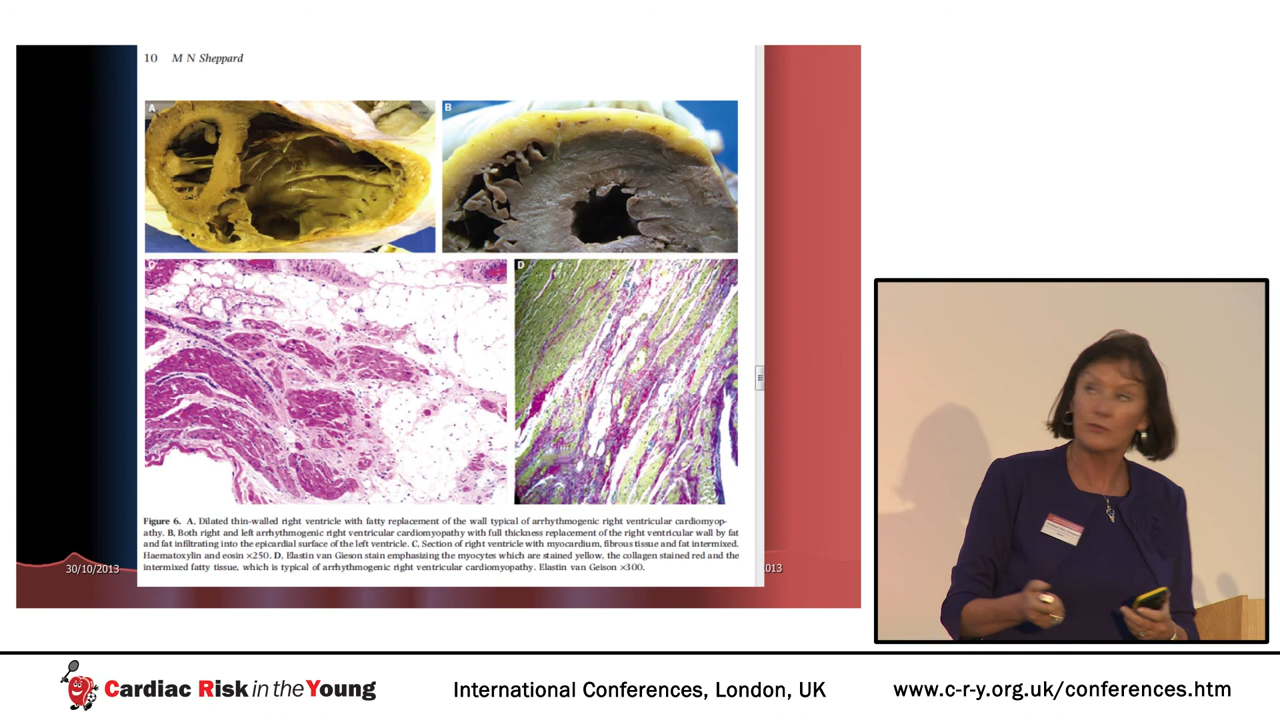 10 M N Sheppard
A
B
C
D
Figure 6. A, Dilated thin-walled right ventricle with fatty replacement of the wall typical of arrhythmogenic right ventricular cardiomyop-
athy. B, Both right and left arrhythmogenic right ventricular cardiomyopathy with full thickness replacement of the right ventricular wall by fat
and fat infiltrating into the epicardial surface of the left ventricle. C, Section of right ventricle with myocardium, fibrous tissue and fat intermixed.
Haematoxylin and eosin ×250. D, Elastin van Gieson stain emphasizing the myocytes which are stained yellow, the collagen stained red and the
intermixed fatty tissue, which is typical of arrhythmogenic right ventricular cardiomyopathy. Elastin van Geison ×300.
30/10/2013
013
Cardiac Risk in the Young
International Conferences, London, UK
www.c-r-y.org.uk/conferences.htm